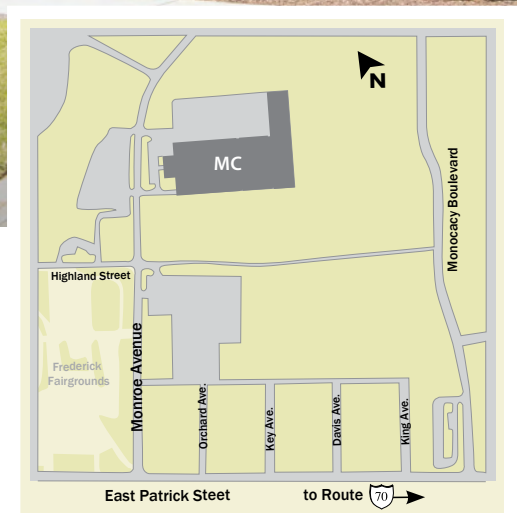 N
MC
Monocacy Boulevard
Highland Street
Frederick
Fairgrounds
Monroe Avenue
Orchard Ave.
Key Ave.
Davis Ave.
King Ave.
East Patrick Steet
to Route 70